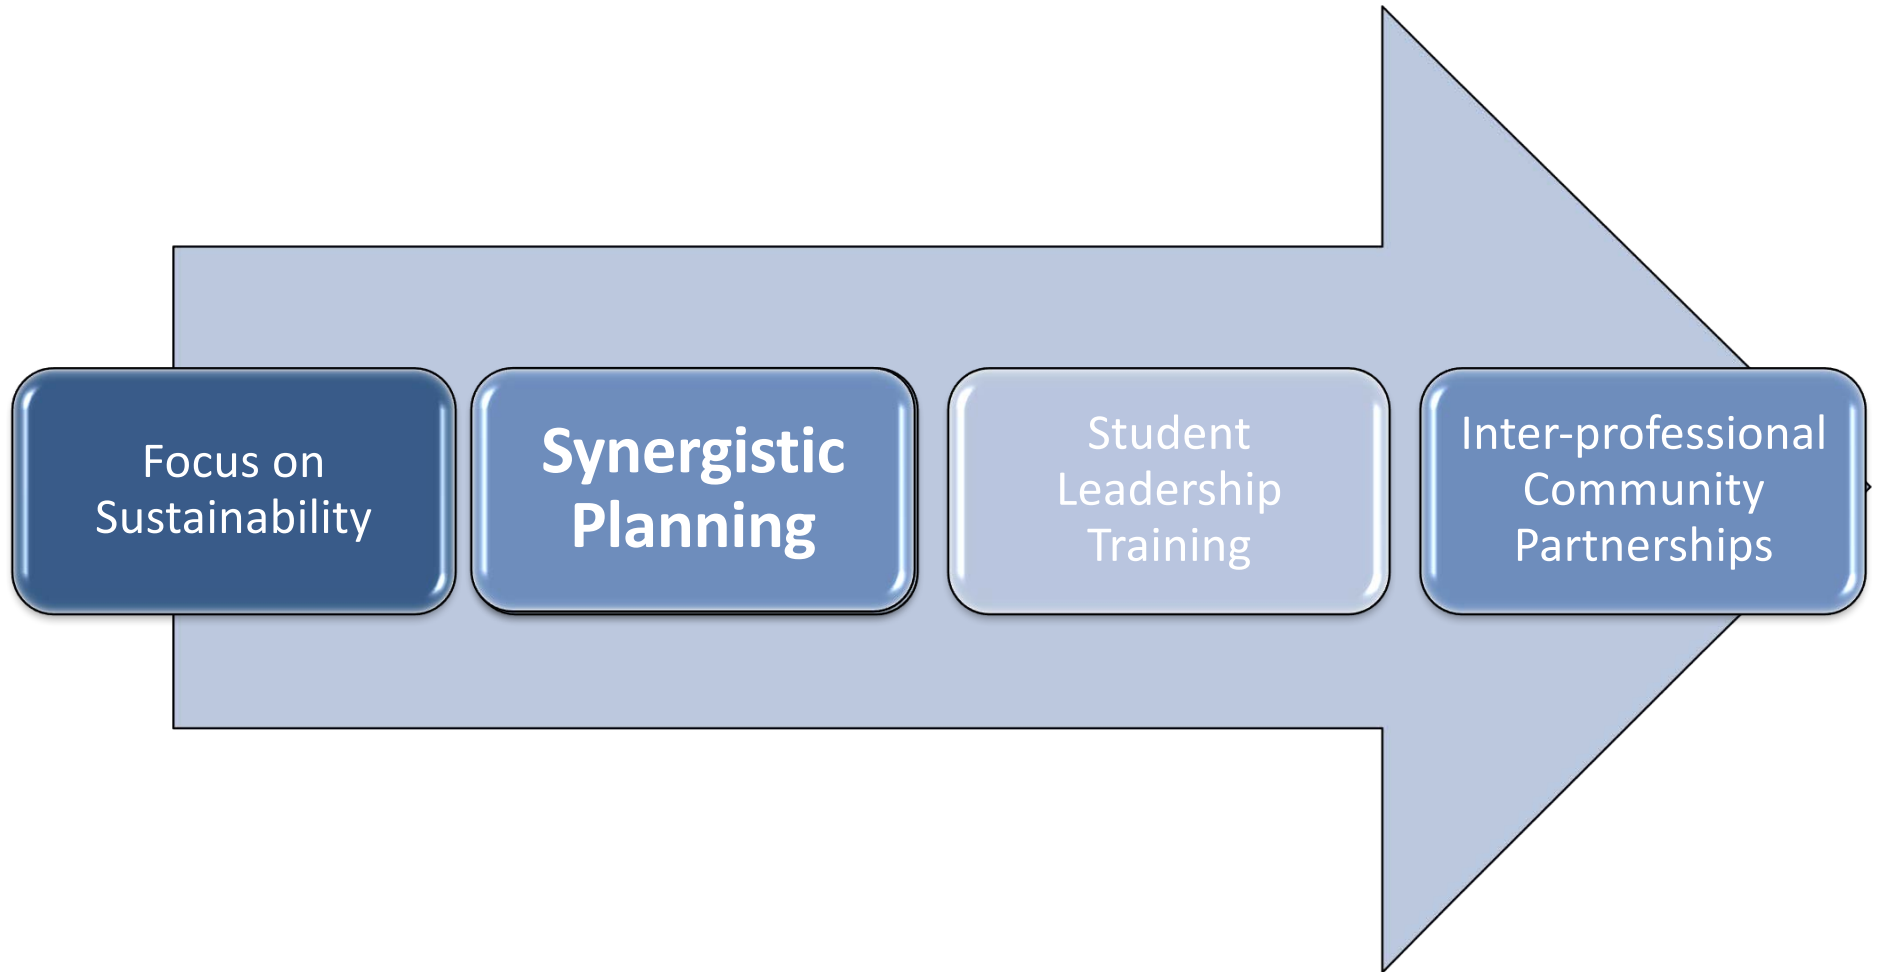 Focus on
Sustainability
Synergistic
Planning
Student
Leadership
Training
Inter-professional
Community
Partnerships